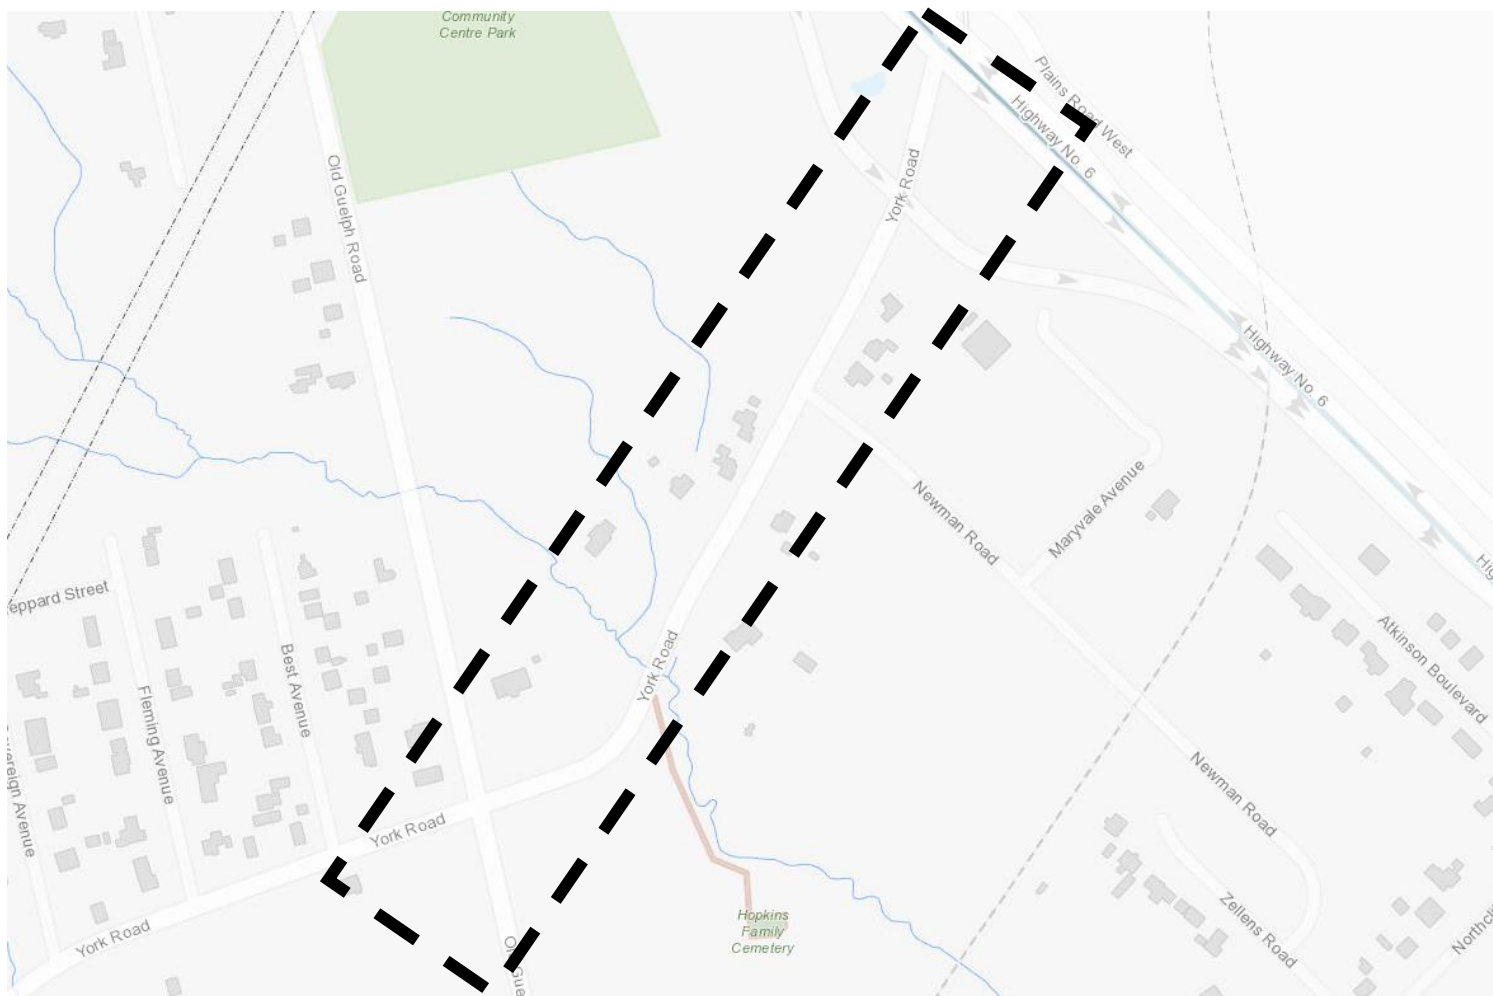 Community
Centre Park
Plains Road West
Highway No. 6
Old Guelph Road
York Road
Highway No. 6
Newman Road
Maryvale Avenue
eppard Street
Best Avenue
Fleming Avenue
York Road
Atkinson Boulevard
Newman Road
York Road
Zellens Road
Hopkins
Family
Cemetery
York Road